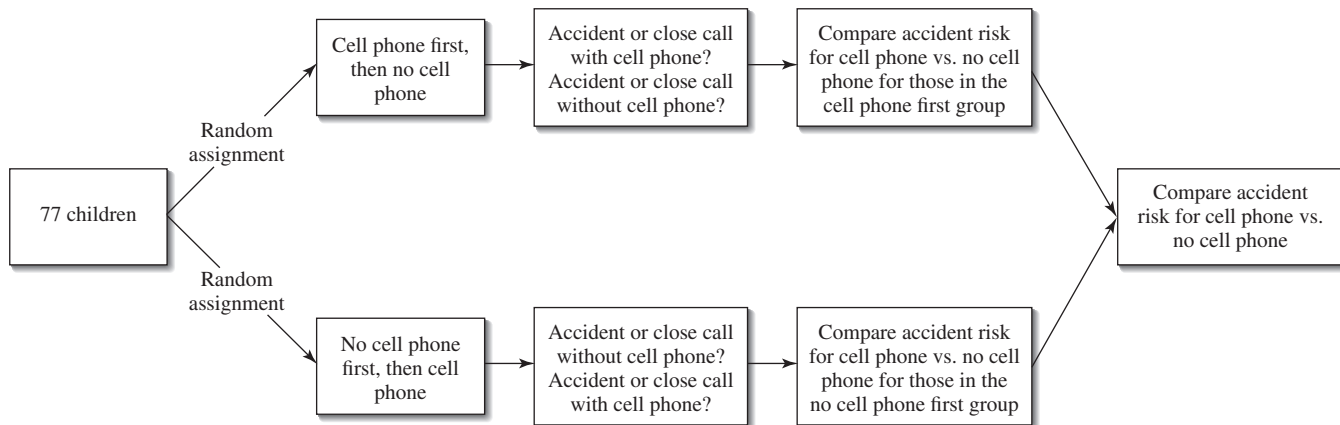 77 children
Random
assignment
Cell phone first,
then no cell
phone
Accident or close call
with cell phone?
Accident or close call
without cell phone?
Compare accident risk
for cell phone vs. no cell
phone for those in the
cell phone first group
Random
assignment
No cell phone
first, then cell
phone
Accident or close call
without cell phone?
Accident or close call
with cell phone?
Compare accident risk
for cell phone vs. no cell
phone for those in the
no cell phone first group
Compare accident
risk for cell phone vs.
no cell phone